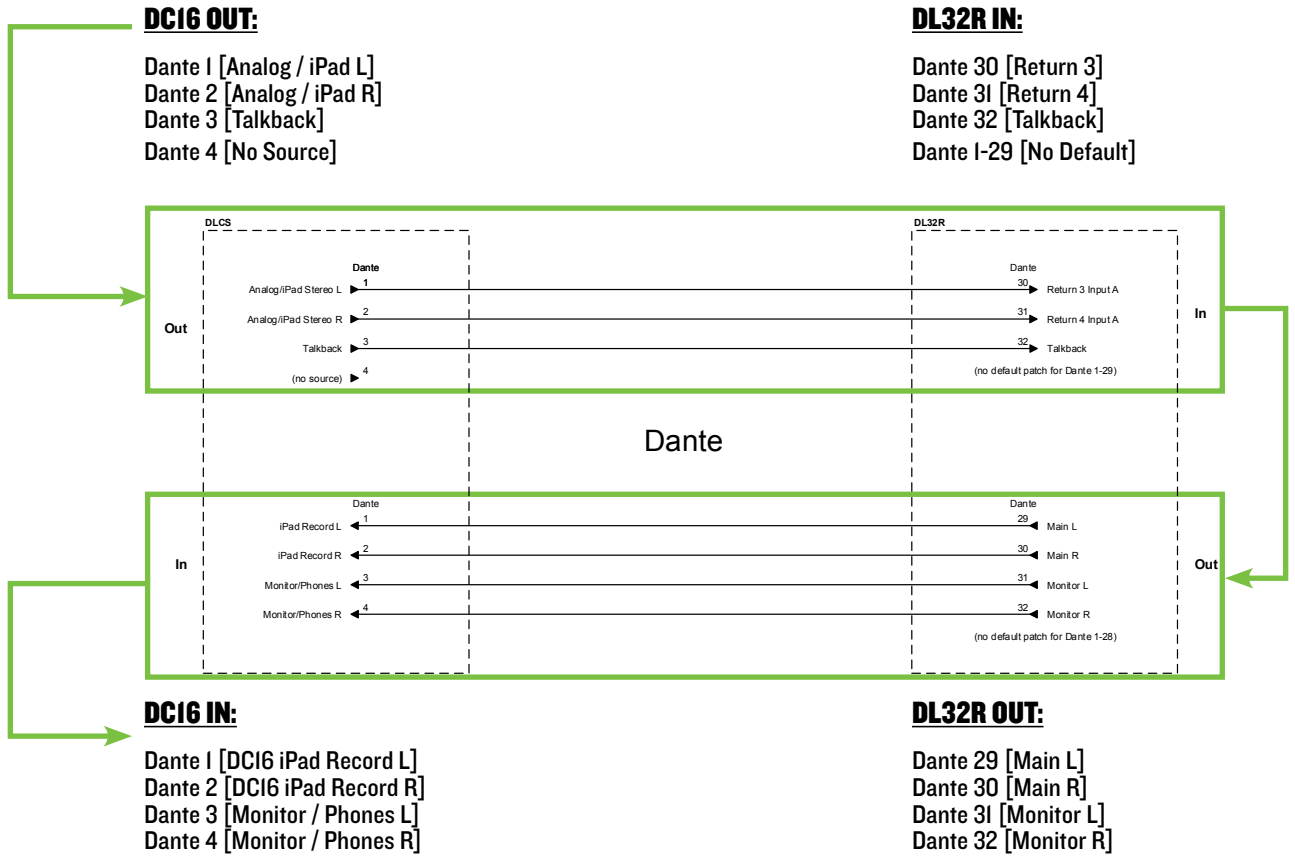 DC16 OUT:
Dante 1 [Analog / iPad L]
Dante 2 [Analog / iPad R]
Dante 3 [Talkback]
Dante 4 [No Source]
DL32R IN:
Dante 30 [Return 3]
Dante 31 [Return 4]
Dante 32 [Talkback]
Dante 1-29 [No Default]
DLCS
DL32R
Out
Dante
Analog/iPad Stereo L 1
Analog/iPad Stereo R 2
Talkback 3
(no source) 4
Dante
30 Return 3 Input A
31 Return 4 Input A
32 Talkback
(no default patch for Dante 1-29)
In
Dante
In
Dante
iPad Record L 1
iPad Record R 2
Monitor/Phones L 3
Monitor/Phones R 4
Dante
29 Main L
30 Main R
31 Monitor L
32 Monitor R
(no default patch for Dante 1-28)
Out
DC16 IN:
Dante 1 [DC16 iPad Record L]
Dante 2 [DC16 iPad Record R]
Dante 3 [Monitor / Phones L]
Dante 4 [Monitor / Phones R]
DL32R OUT:
Dante 29 [Main L]
Dante 30 [Main R]
Dante 31 [Monitor L]
Dante 32 [Monitor R]